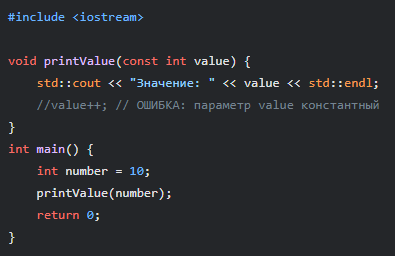 #include <iostream>
void printValue(const int value) {
std::cout << "Значение: " << value << std::endl;
//value++; // ОШИБКА: параметр value константный
}
int main() {
int number = 10;
printValue(number);
return 0;
}